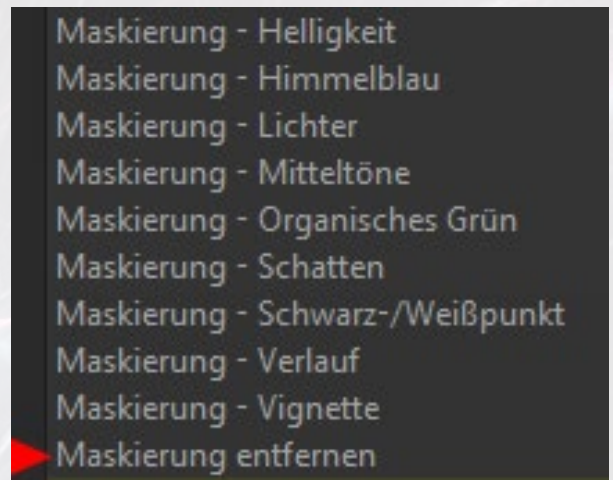 Maskierung - Helligkeit
Maskierung - Himmelblau
Maskierung - Lichter
Maskierung - Mitteltöne
Maskierung - Organisches Grün
Maskierung - Schatten
Maskierung - Schwarz-/Weißpunkt
Maskierung - Verlauf
Maskierung - Vignette
Maskierung entfernen